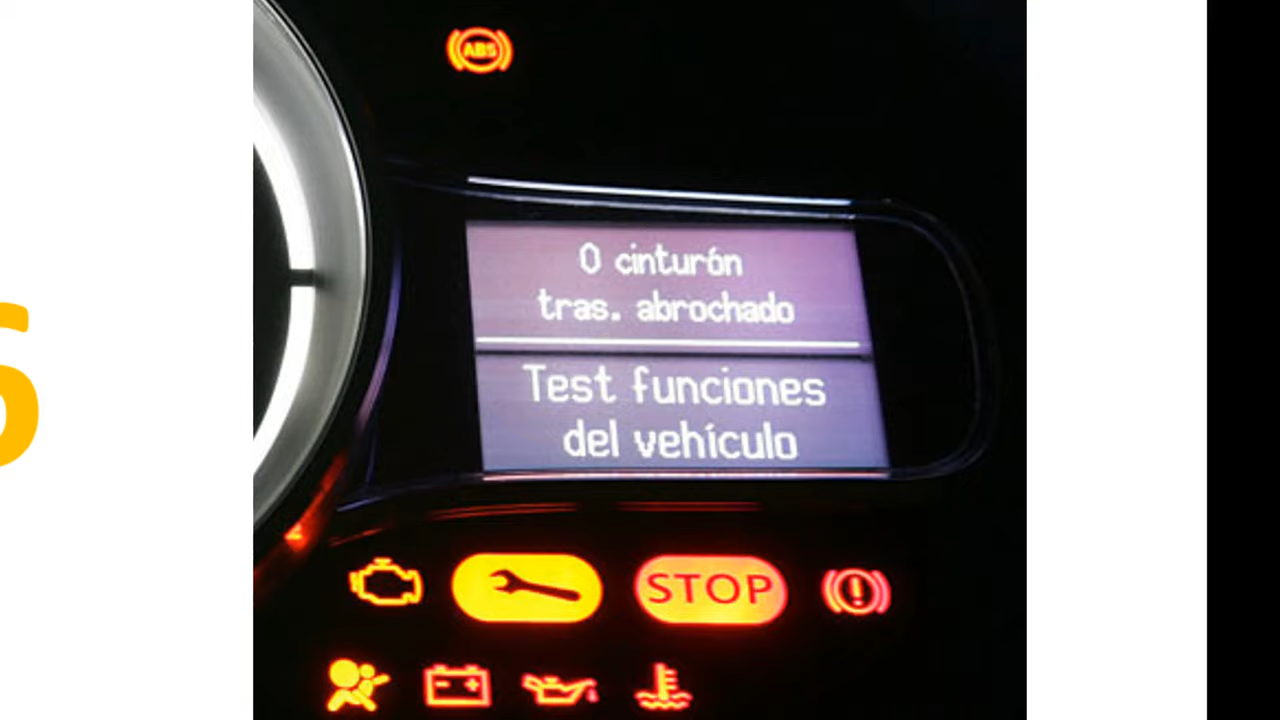 ABS
0 cinturón
tras. abrochado
Test funciones
del vehículo
STOP